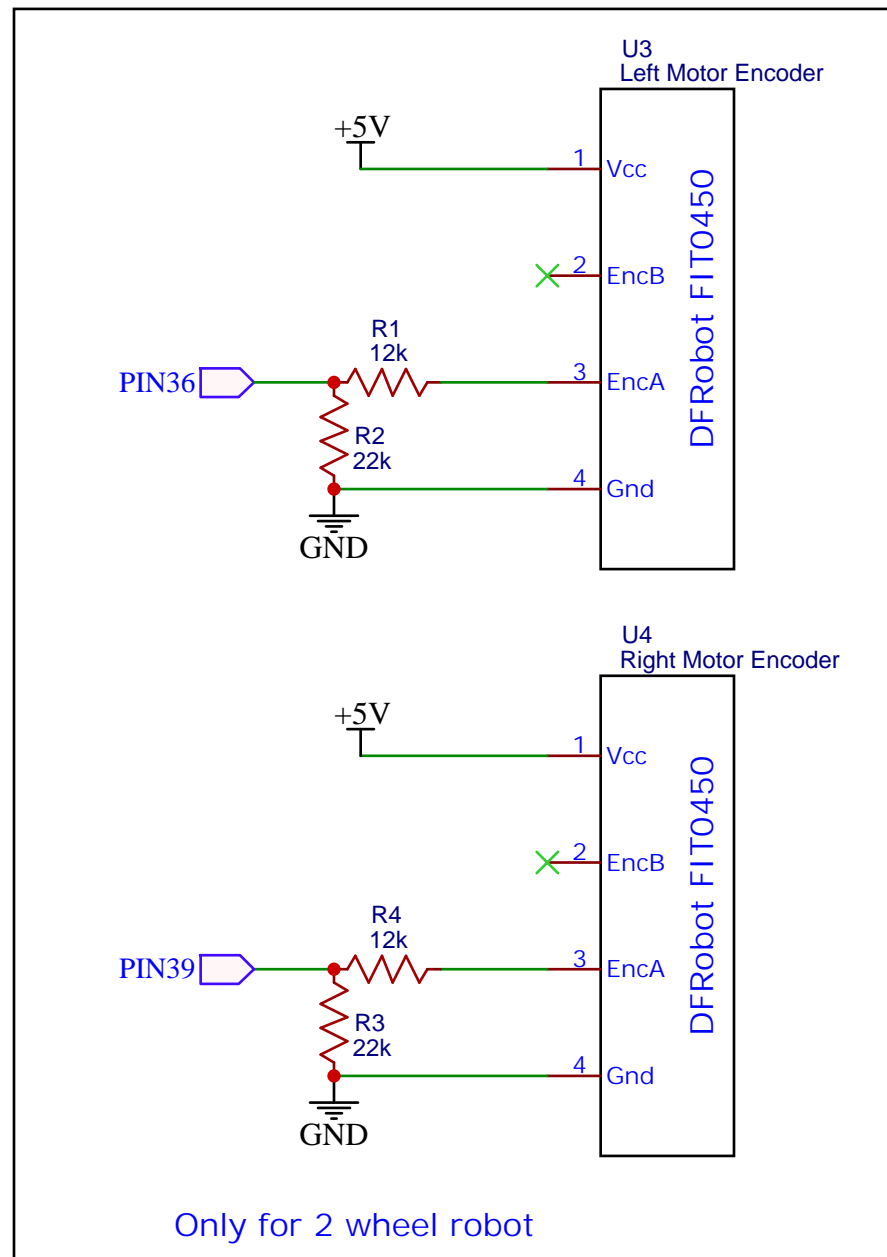 U3
Left Motor Encoder
+5V
1
Vcc
2
EncB
R1
12k
PIN36
3
EncA
R2
22k
4
Gnd
GND
DFRobot FIT0450
U4
Right Motor Encoder
+5V
1
Vcc
2
EncB
R4
12k
PIN39
3
EncA
R3
22k
4
Gnd
GND
DFRobot FIT0450
Only for 2 wheel robot